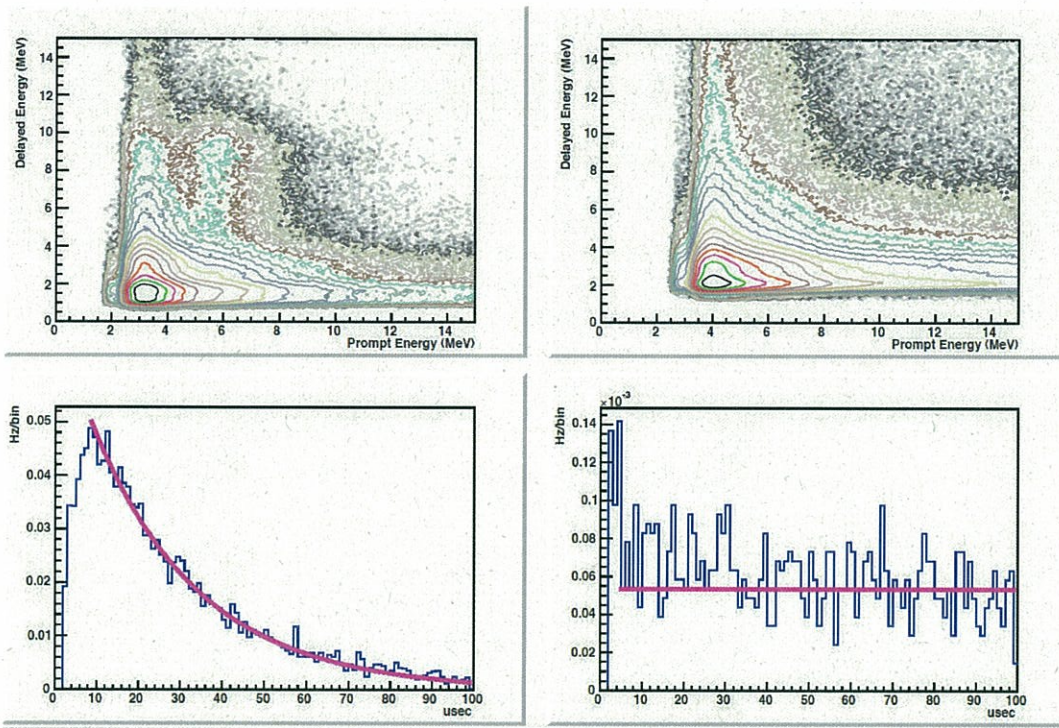 Delayed Energy (MeV)
14
12
10
8
6
4
2
0
0 2 4 6 8 10 12 14
Prompt Energy (MeV)
Delayed Energy (MeV)
14
12
10
8
6
4
2
0
0 2 4 6 8 10 12 14
Prompt Energy (MeV)
Hz/bin
0.05
0.04
0.03
0.02
0.01
0
0 10 20 30 40 50 60 70 80 90 100
usec
×10⁻³
Hz/bin
0.14
0.12
0.1
0.08
0.06
0.04
0.02
0.00
0 10 20 30 40 50 60 70 80 90 100
usec